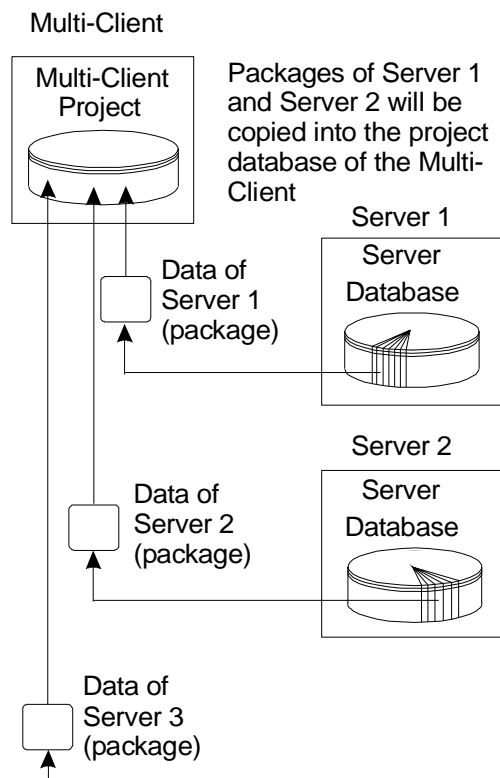 Multi-Client
Multi-Client
Project
Packages of Server 1
and Server 2 will be
copied into the project
database of the Multi-
Client
Server 1
Server
Database
Data of
Server 1
(package)
Server 2
Server
Database
Data of
Server 2
(package)
Data of
Server 3
(package)